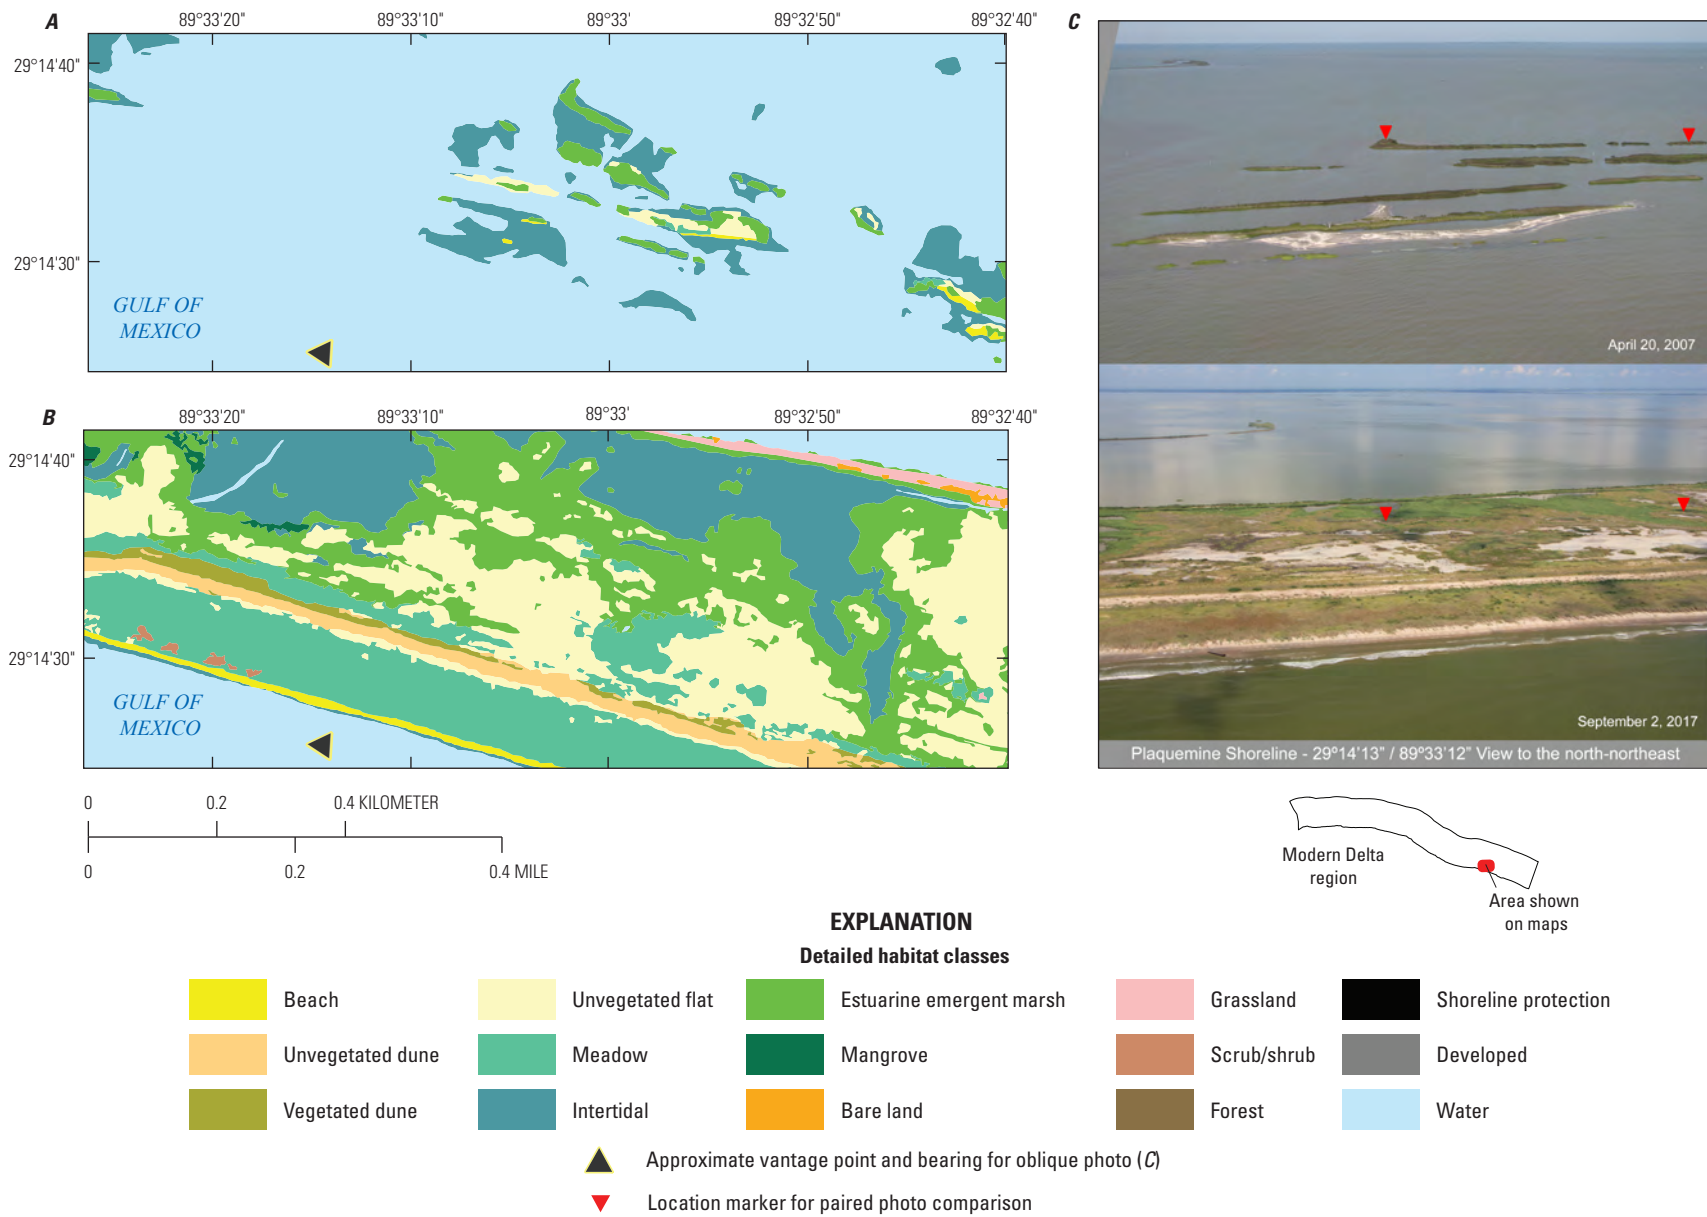 A
89°33'20"
89°33'10"
89°33'
89°32'50"
89°32'40"
29°14'40"
29°14'30"
GULF OF
MEXICO
B
89°33'20"
89°33'10"
89°33'
89°32'50"
89°32'40"
29°14'40"
29°14'30"
GULF OF
MEXICO
0 0.2 0.4 KILOMETER
0 0.2 0.4 MILE
C
April 20, 2007
September 2, 2017
Plaquemine Shoreline - 29°14'13" / 89°33'12" View to the north-northeast
Modern Delta
region
Area shown
on maps
EXPLANATION
Detailed habitat classes
Beach
Unvegetated dune
Vegetated dune
Unvegetated flat
Meadow
Intertidal
Estuarine emergent marsh
Mangrove
Bare land
Grassland
Scrub/shrub
Forest
Shoreline protection
Developed
Water
Approximate vantage point and bearing for oblique photo (C)
Location marker for paired photo comparison